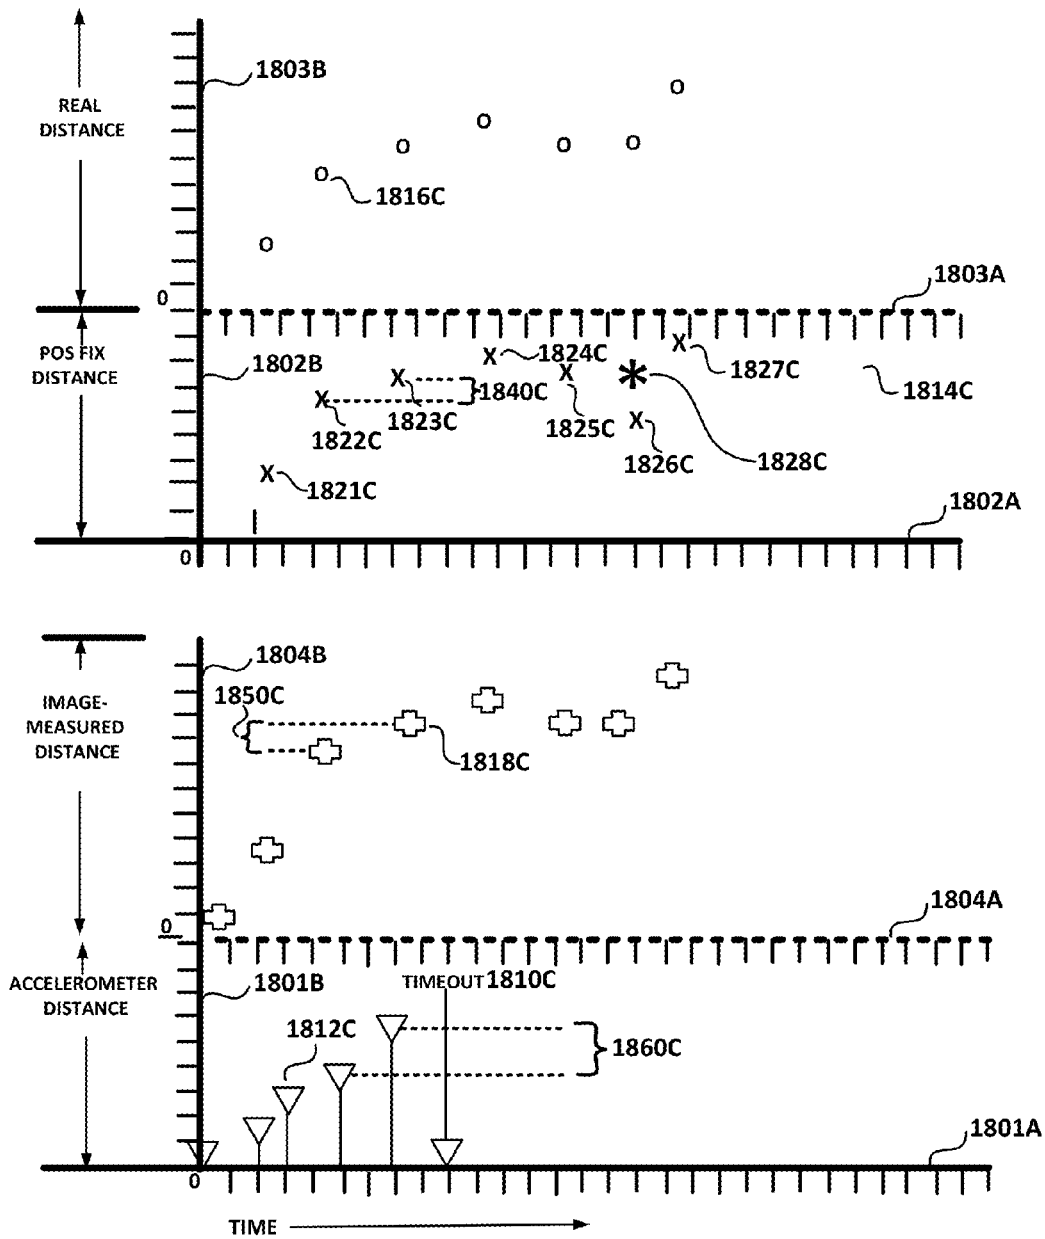 1803B
REAL
DISTANCE
O
O
O
O
O
O
O
1816C
1803A
0
POS FIX
DISTANCE
1802B
X
1824C
X
1827C
X
1823C
1840C
X
1825C
*
1814C
X
1822C
X
1826C
1828C
X
1821C
1802A
0
1804B
1850C
IMAGE-
MEASURED
DISTANCE
1818C
1804A
0
ACCELEROMETER
DISTANCE
1801B
TIMEOUT 1810C
1812C
1860C
1801A
0
TIME